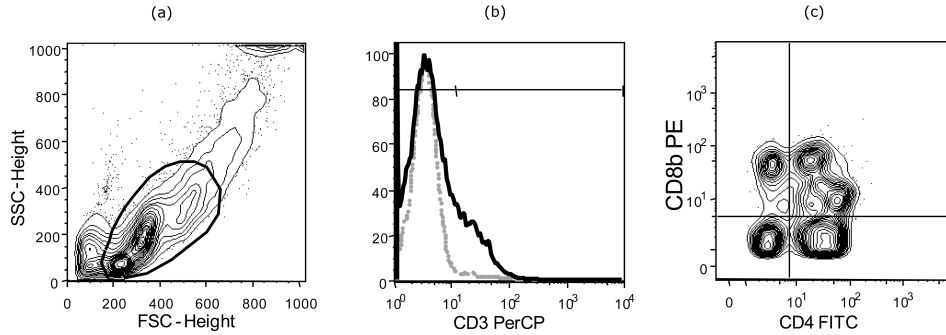 (a)
(b)
(c)
1000
800
600
400
200
0
SSC-Height
0 200 400 600 800 1000
FSC-Height
100
80
60
40
20
0
10⁰ 10¹ 10² 10³ 10⁴
CD3 PerCP
10³
10²
10¹
0
CD8b PE
0 10¹ 10² 10³
CD4 FITC